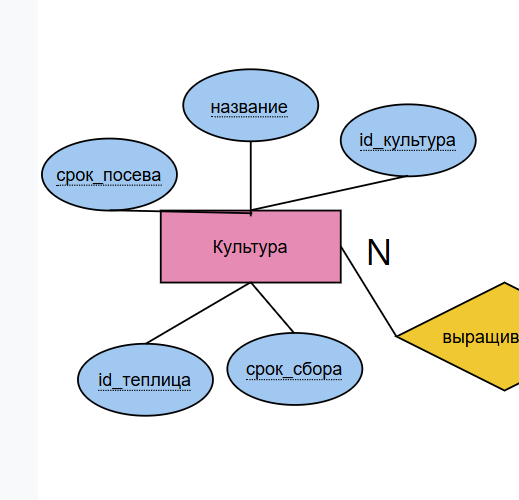 название
id_культура
срок_посева
Культура
N
выращив
id_теплица
срок_сбора